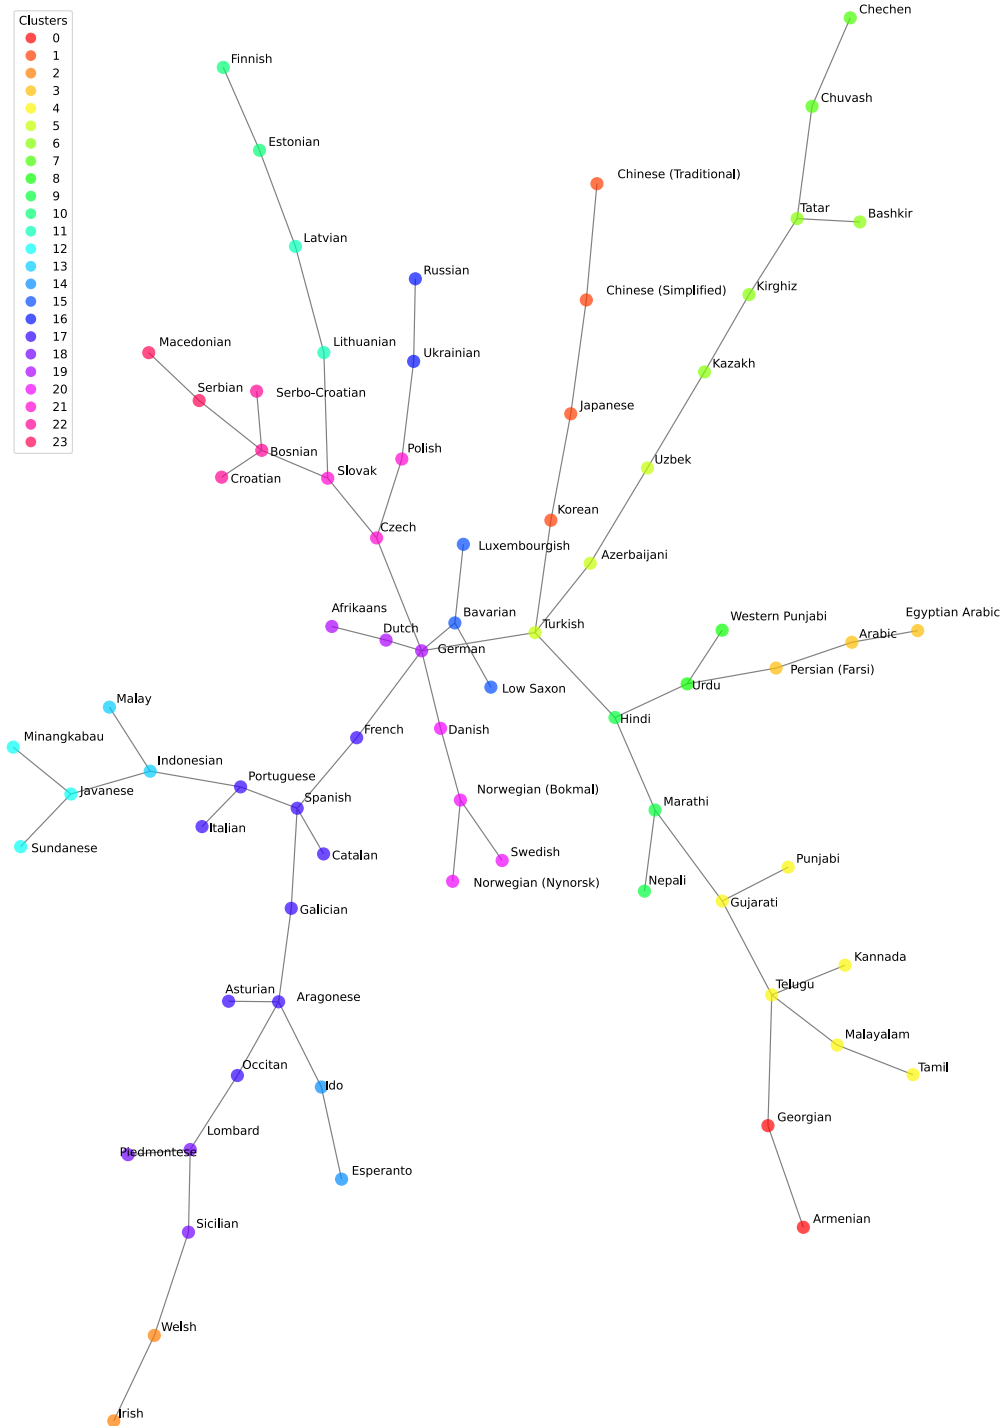 Clusters
0
1
2
3
4
5
6
7
8
9
10
11
12
13
14
15
16
17
18
19
20
21
22
23
Chechen
Finnish
Chuvash
Estonian
Chinese (Traditional)
Tatar
Bashkir
Latvian
Russian
Kirghiz
Chinese (Simplified)
Macedonian
Lithuanian
Ukrainian
Kazakh
Serbian
Serbo-Croatian
Japanese
Bosnian
Polish
Croatian
Slovak
Uzbek
Korean
Czech
Luxembourgish
Azerbaijani
Afrikaans
Dutch
Bavarian
Turkish
Western Punjabi
Egyptian Arabic
German
Arabic
Persian (Farsi)
Low Saxon
Urdu
Malay
Hindi
Minangkabau
French
Danish
Indonesian
Portuguese
Javanese
Spanish
Norwegian (Bokmal)
Marathi
Italian
Sundanese
Catalan
Swedish
Punjabi
Norwegian (Nynorsk)
Nepali
Gujarati
Galician
Kannada
Asturian
Aragonese
Telugu
Malayalam
Occitan
Ido
Tamil
Georgian
Lombard
Piedmontese
Esperanto
Sicilian
Armenian
Welsh
Irish